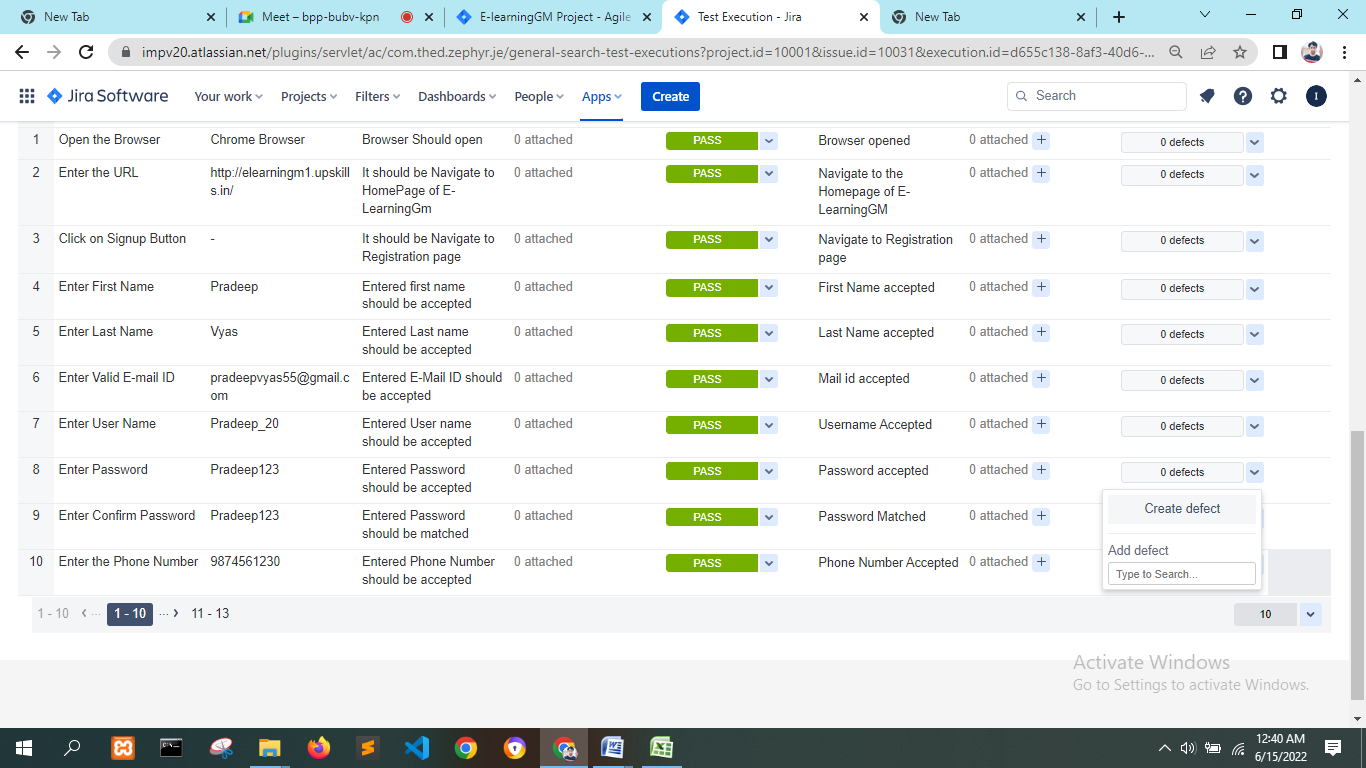 New Tab
Meet – bpp-bubv-kpn
E-learningGM Project - Agile
Test Execution - Jira
New Tab
impv20.atlassian.net/plugins/servlet/ac/com.thed.zephyr.je/general-search-test-executions?project.id=10001&issue.id=10031&execution.id=d655c138-8af3-40d6-...
Jira Software
Your work
Projects
Filters
Dashboards
People
Apps
Create
Search
I
1 Open the Browser Chrome Browser Browser Should open 0 attached PASS Browser opened 0 attached + 0 defects
2 Enter the URL http://elearningm1.upskill It should be Navigate to 0 attached PASS Navigate to the 0 attached + 0 defects
s.in/ HomePage of E- Homepage of E-
LearningGm LearningGM
3 Click on Signup Button - It should be Navigate to 0 attached PASS Navigate to Registration 0 attached + 0 defects
Registration page page
4 Enter First Name Pradeep Entered first name 0 attached PASS First Name accepted 0 attached + 0 defects
should be accepted
5 Enter Last Name Vyas Entered Last name 0 attached PASS Last Name accepted 0 attached + 0 defects
should be accepted
6 Enter Valid E-mail ID pradeepvyas55@gmail.c Entered E-Mail ID should 0 attached PASS Mail id accepted 0 attached + 0 defects
om be accepted
7 Enter User Name Pradeep_20 Entered User name 0 attached PASS Username Accepted 0 attached + 0 defects
should be accepted
8 Enter Password Pradeep123 Entered Password 0 attached PASS Password accepted 0 attached + 0 defects
should be accepted
9 Enter Confirm Password Pradeep123 Entered Password 0 attached PASS Password Matched 0 attached +
should be matched
10 Enter the Phone Number 9874561230 Entered Phone Number 0 attached PASS Phone Number Accepted 0 attached +
should be accepted
Create defect
Add defect
Type to Search...
1 - 10 ‹ ... 1 - 10 ... › 11 - 13
10
Activate Windows
Go to Settings to activate Windows.
12:40 AM
6/15/2022